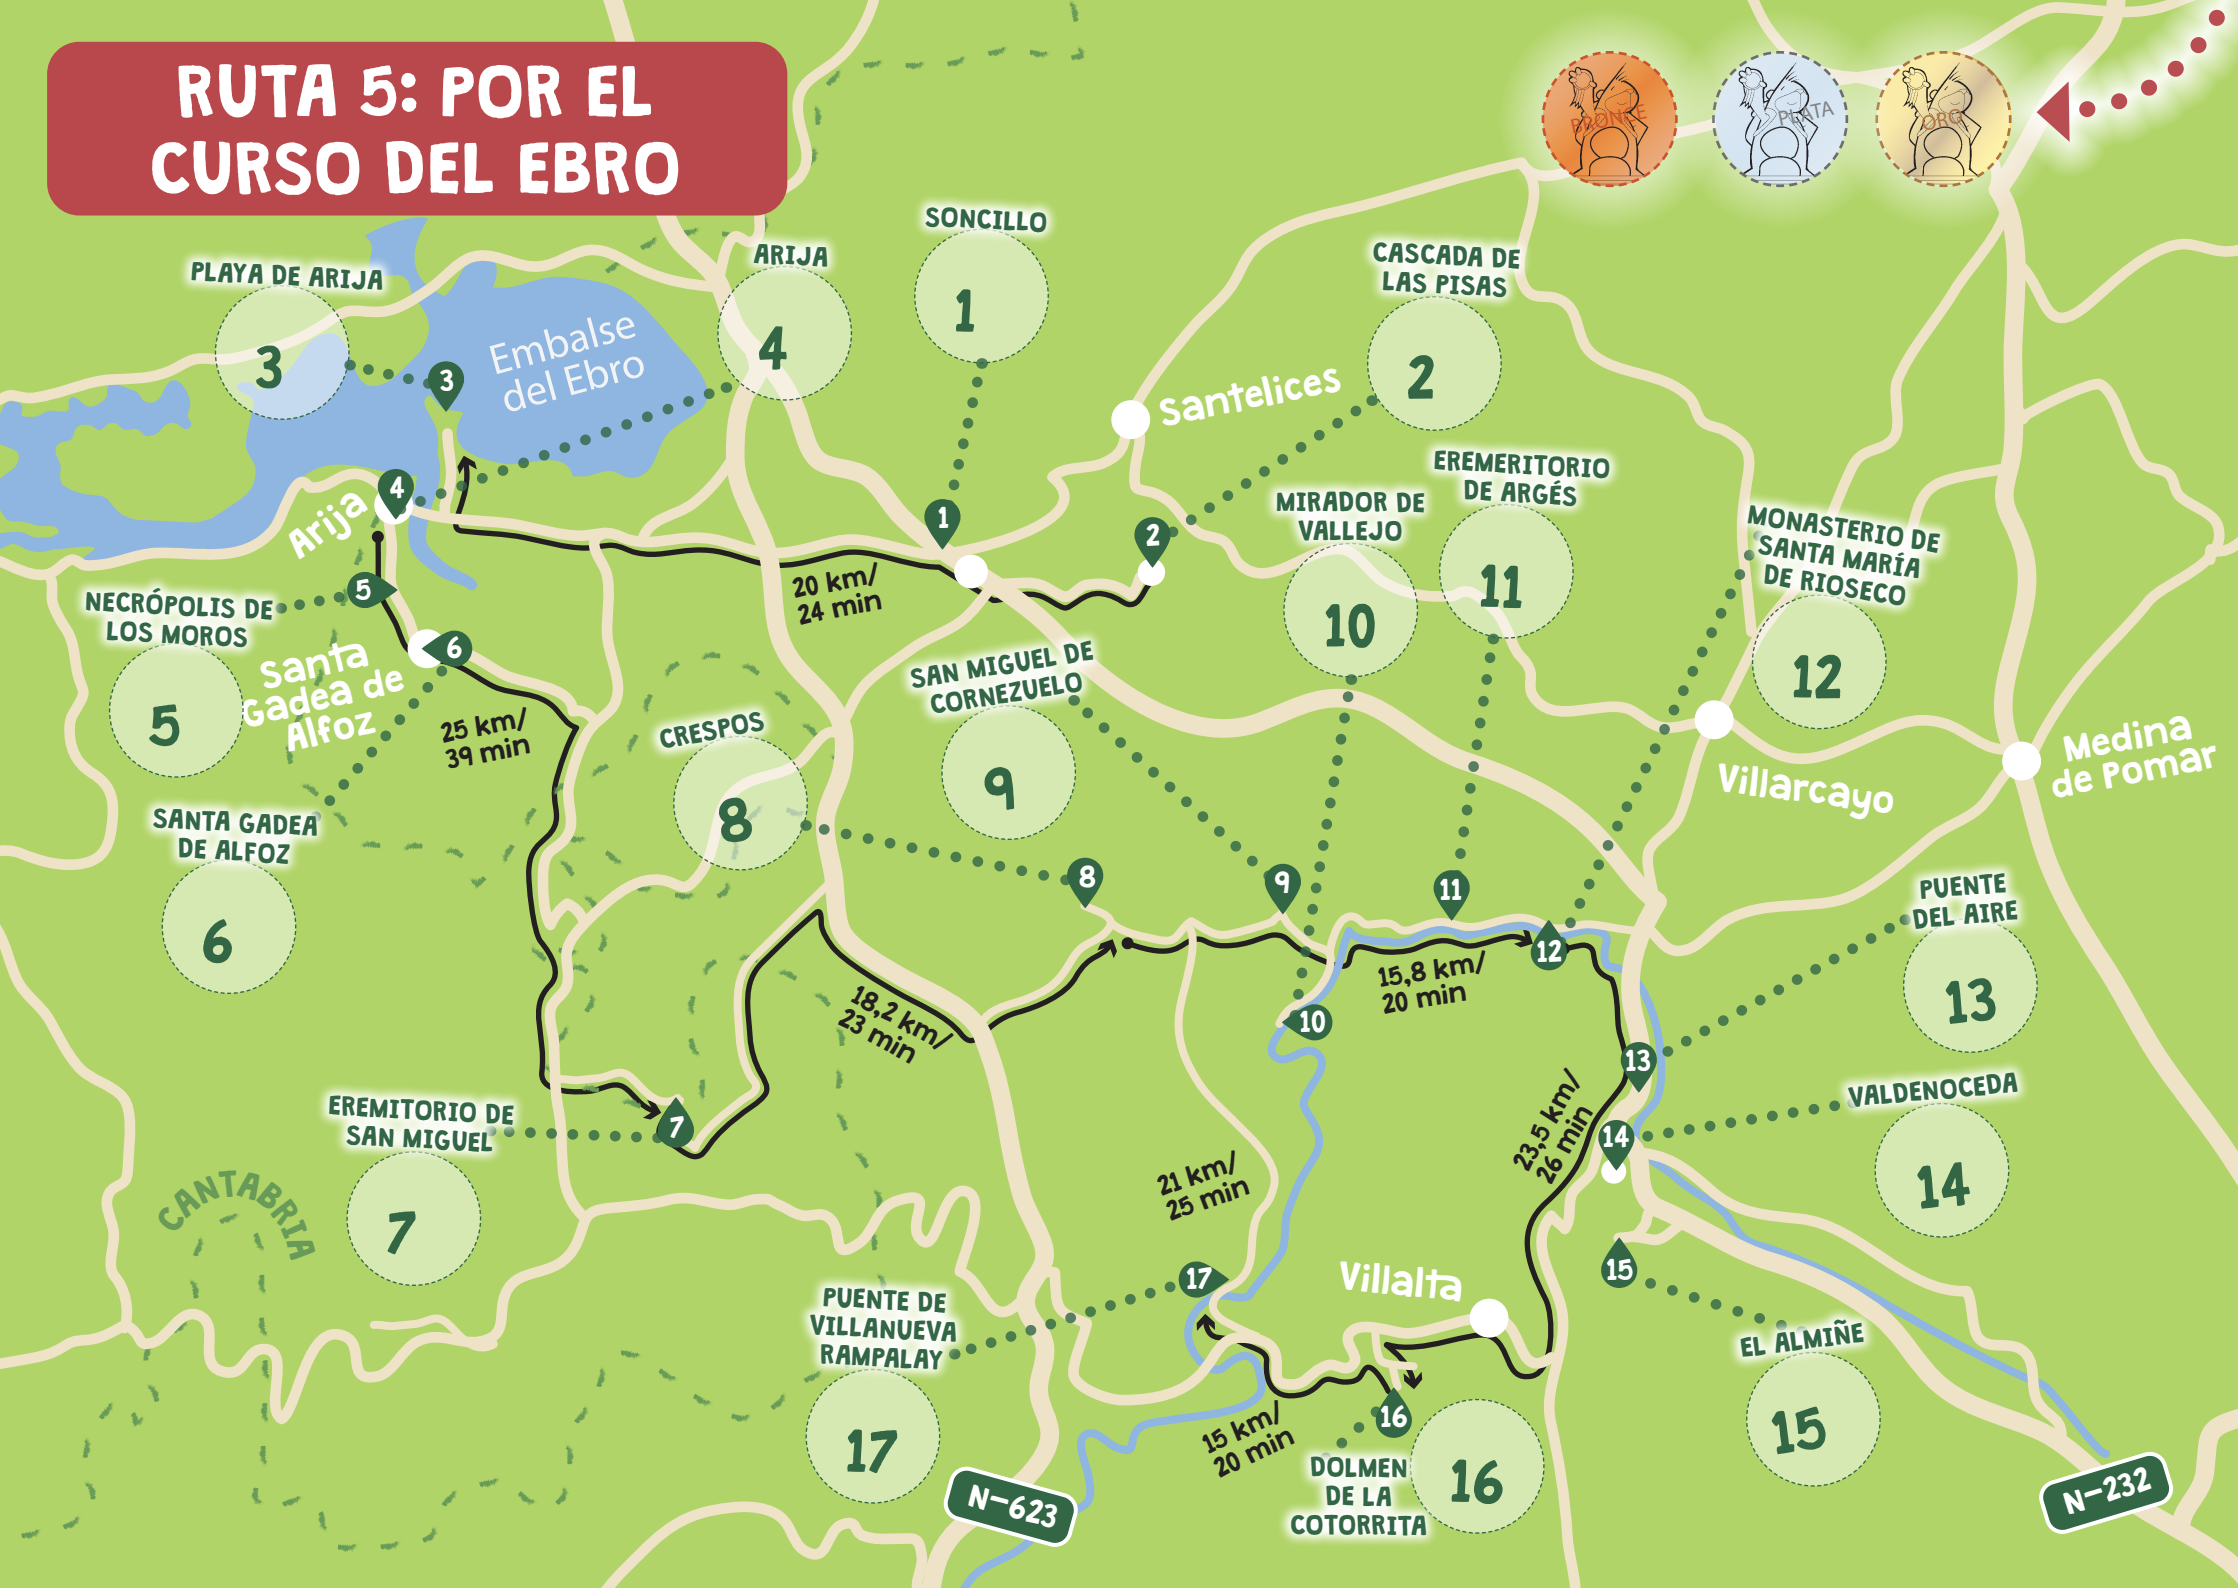 RUTA 5: POR EL
CURSO DEL EBRO
BRONCE
PLATA
ORO
SONCILLO
1
ARIJA
4
PLAYA DE ARIJA
3
CASCADA DE
LAS PISAS
2
Embalse
del Ebro
3
Santelices
EREMERITORIO
DE ARGÉS
11
MIRADOR DE
VALLEJO
10
4
Arija
1
2
MONASTERIO DE
SANTA MARÍA
DE RIOSECO
12
20 km/
24 min
5
NECRÓPOLIS DE
LOS MOROS
5
6
Santa
Gadea de
Alfoz
25 km/
39 min
SAN MIGUEL DE
CORNEZUELO
9
CRESPOS
8
Villarcayo
Medina
de Pomar
SANTA GADEA
DE ALFOZ
6
8
9
11
12
PUENTE
DEL AIRE
13
15,8 km/
20 min
18,2 km/
23 min
10
13
EREMITORIO DE
SAN MIGUEL
7
7
23,5 km/
26 min
14
VALDENOCEDA
14
CANTABRIA
21 km/
25 min
17
15
Villalta
PUENTE DE
VILLANUEVA
RAMPALAY
17
EL ALMIÑE
15
16
15 km/
20 min
DOLMEN
DE LA
COTORRITA
16
N-623
N-232